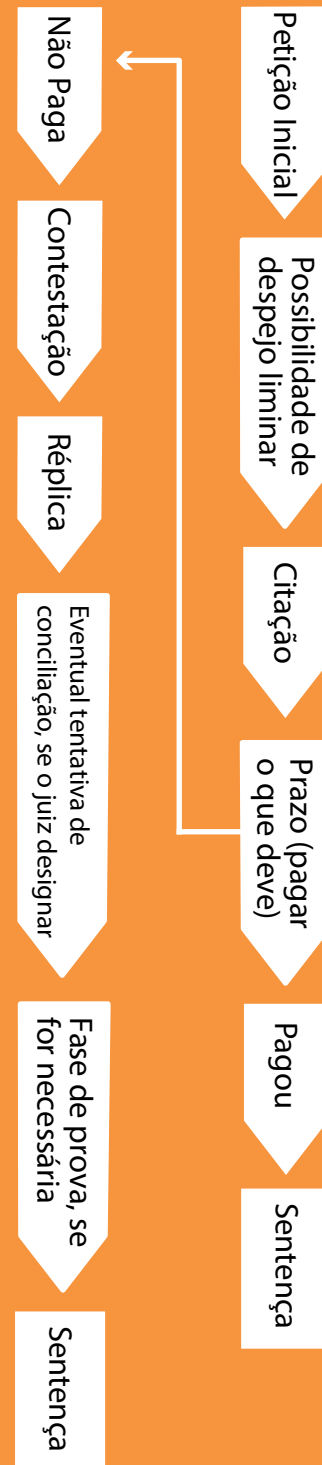 Petição Inicial
Possibilidade de
despejo liminar
Citação
Prazo (pagar
o que deve)
Pagou
Sentença
Não Paga
Contestação
Réplica
Eventual tentativa de
conciliação, se o juiz designar
Fase de prova, se
for necessária
Sentença